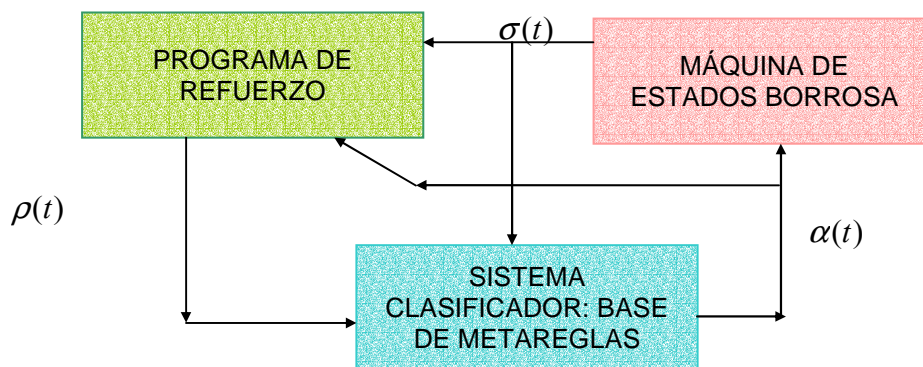 PROGRAMA DE
REFUERZO
σ(t)
MÁQUINA DE
ESTADOS BORROSA
ρ(t)
α(t)
SISTEMA
CLASIFICADOR: BASE
DE METAREGLAS